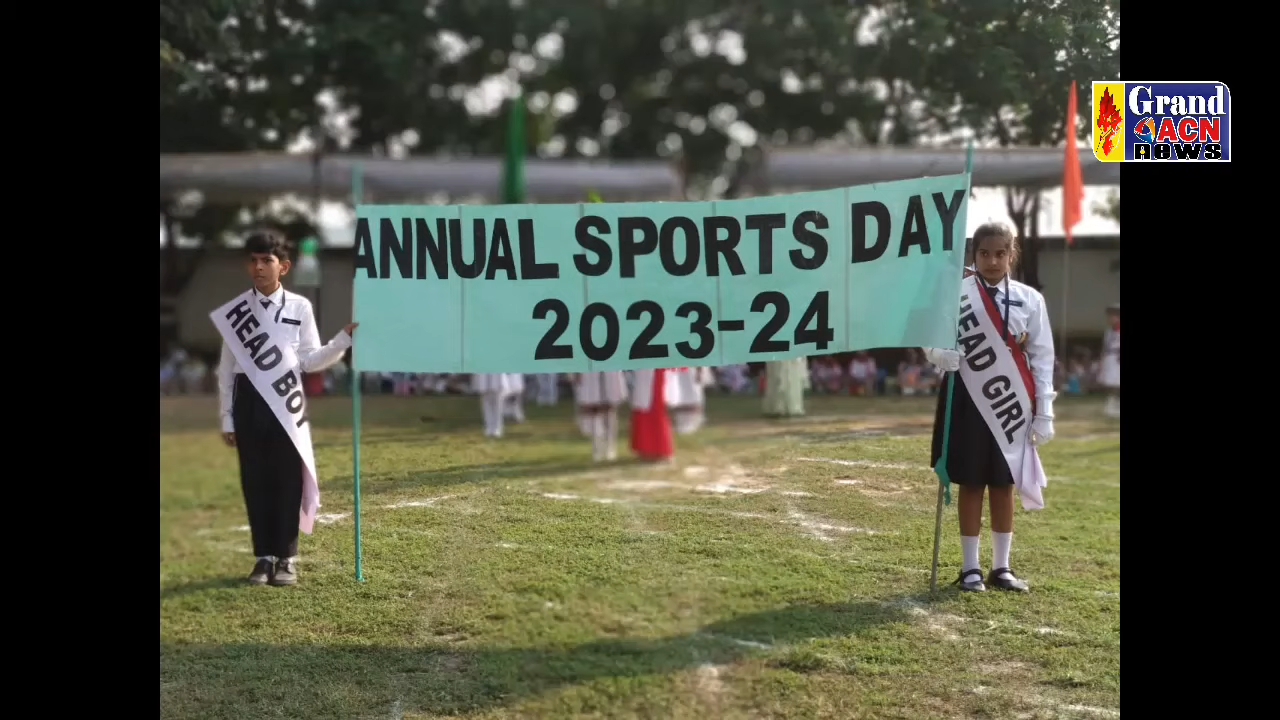 Grand
ACN
NEWS
ANNUAL SPORTS DAY
2023-24
HEAD BOY
HEAD GIRL